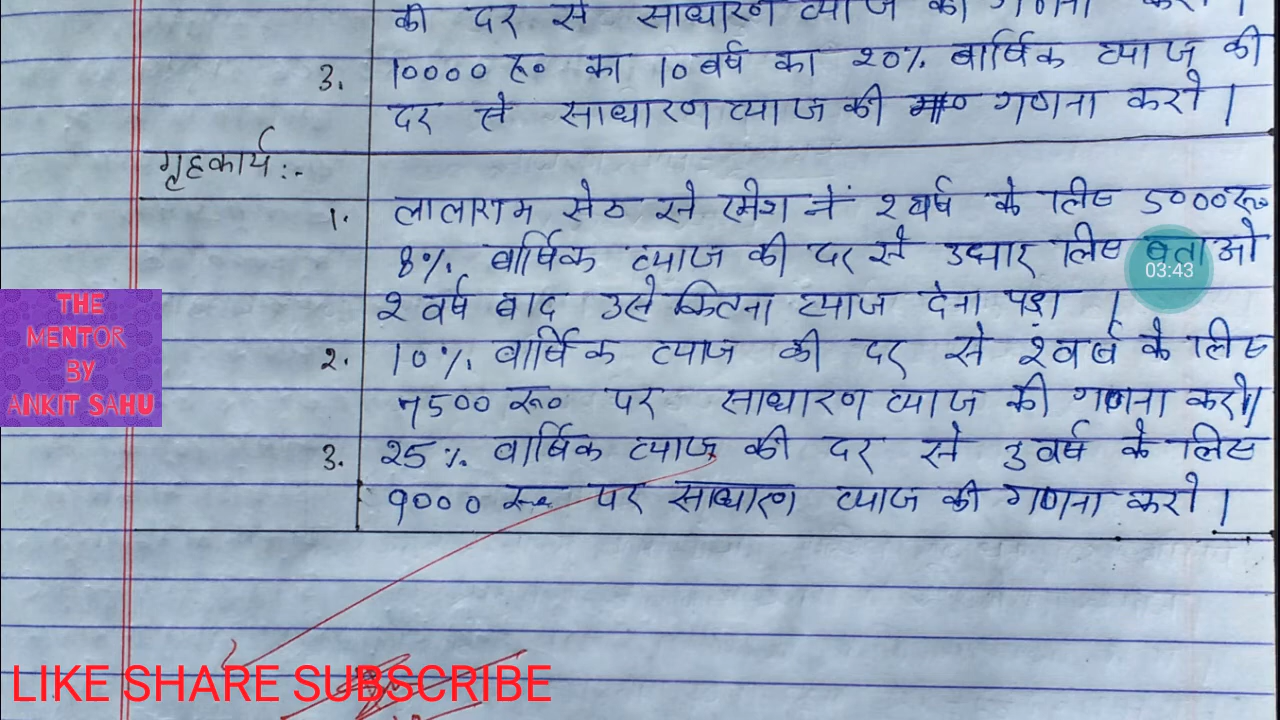 की दर से साधारण व्याज की गणना करो ।
3. 10000 रु० का 10 वर्ष का 20% बार्षिक व्याज की
दर से साधारण व्याज की गणना करो ।
गृहकार्य :-
1. लालाराम सेठ से रमेश नें 2 बर्ष के लिए 5000 रू०
8% बार्षिक व्याज की दर से उधार लिए बताओ
03:43
2 वर्ष बाद उसे कितना व्याज देना पड़ा ।
2. 10% वार्षिक व्याज की दर से 2 वर्ष के लिए
7500 रू० पर साधारण व्याज की गणना करो।
3. 25% वार्षिक व्याज की दर से 3 वर्ष के लिए
9000 रू० पर साधारण व्याज की गणना करो ।
THE
MENTOR
BY
ANKIT SAHU
LIKE SHARE SUBSCRIBE